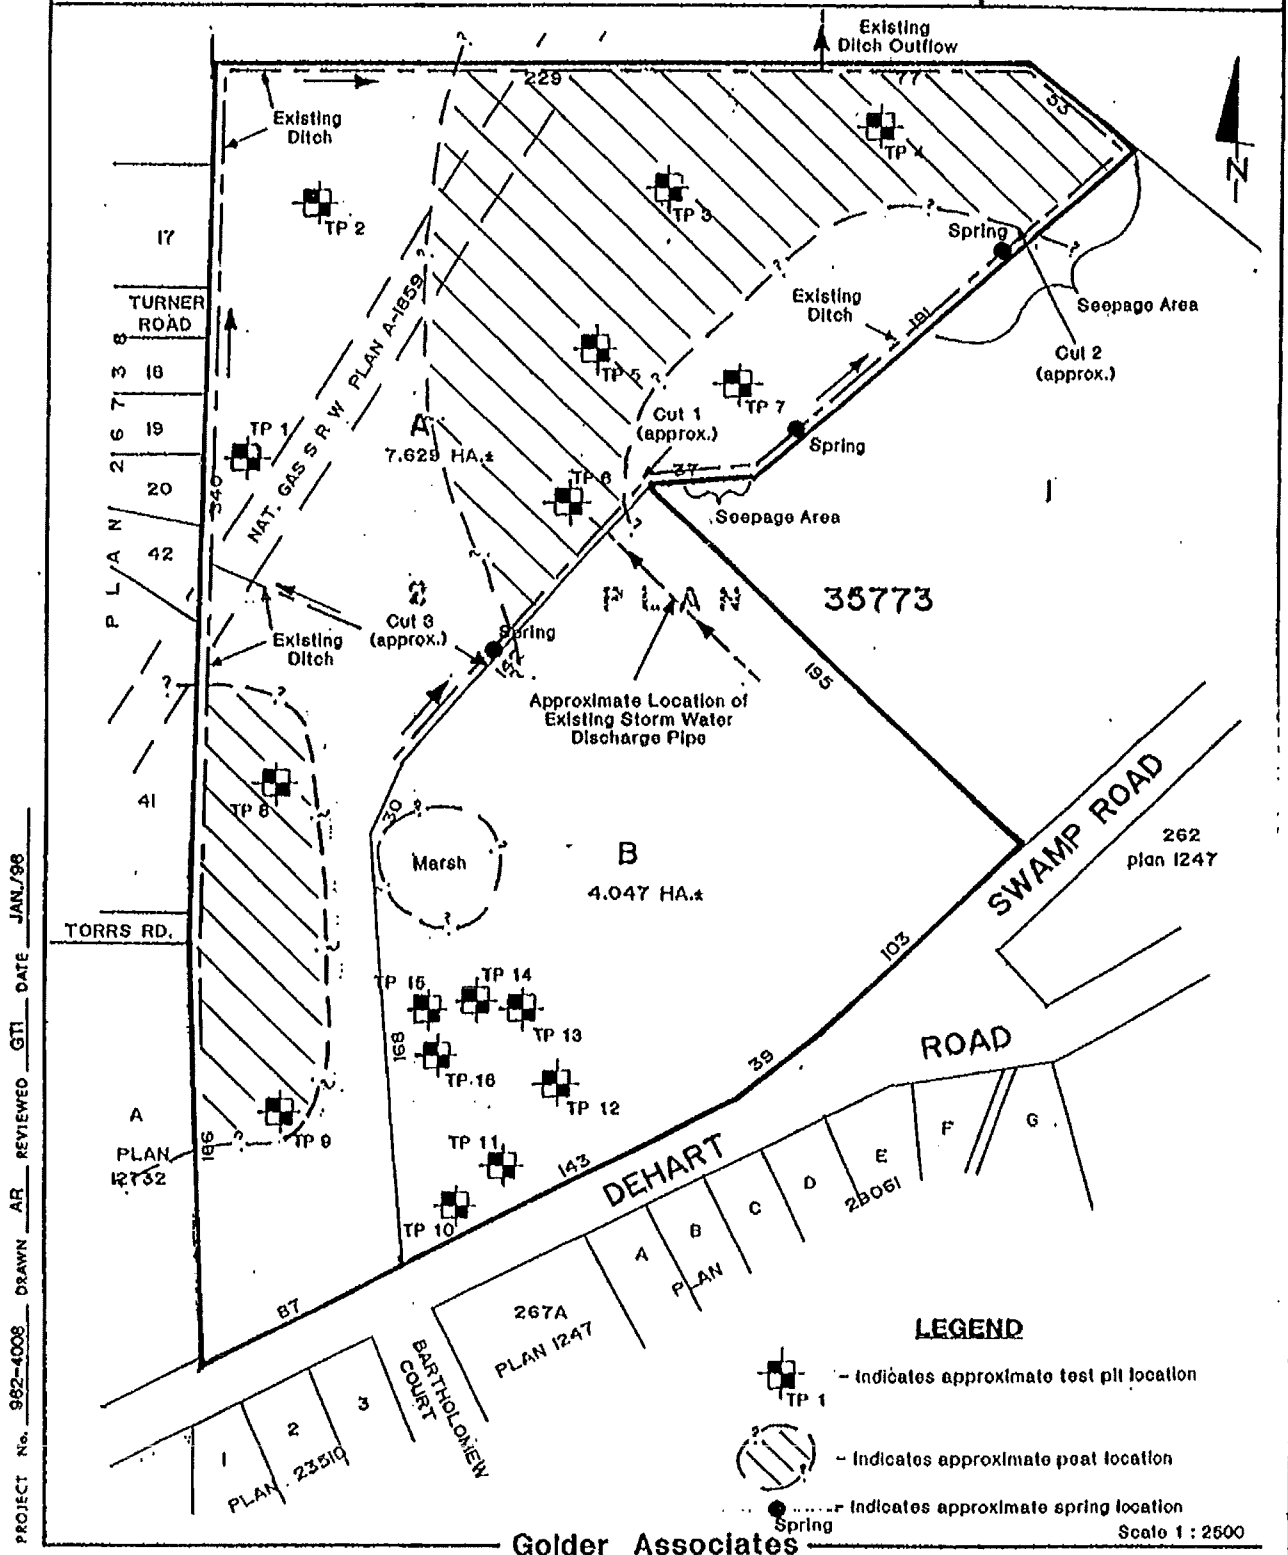 Existing
Ditch Outflow
229
77
53
Existing
Ditch
TP 4
TP 3
TP 2
N
17
Spring
TURNER
ROAD
NAT. GAS S R W PLAN A-1859
Existing
Ditch
191
Seepage Area
Cut 2
(approx.)
TP 5
TP 7
18
Cut 1
(approx.)
19
TP 1
A
7.629 HA.±
Spring
37
TP 6
20
340
Seepage Area
1
42
PLAN 21673 8
PLAN 35773
Existing
Ditch
Cut 3
(approx.)
Spring
142
195
Approximate Location of
Existing Storm Water
Discharge Pipe
41
TP 8
30
Marsh
B
4.047 HA.±
SWAMP ROAD
262
plan 1247
TORRS RD.
103
TP 15
TP 14
TP 13
168
TP 16
TP 12
39
ROAD
A
PLAN
12732
186
TP 9
TP 11
143
DEHART
TP 10
A
B
C
D
E
F
G
PLAN
28061
87
267A
PLAN 1247
BARTHOLOMEW
COURT
1
2
3
PLAN 23510
LEGEND
TP 1
- Indicates approximate test pit location
- Indicates approximate peat location
Spring
- Indicates approximate spring location
Scale 1 : 2500
Golder Associates
PROJECT No. 982-4008 DRAWN AR REVIEWED GTI DATE JAN./98